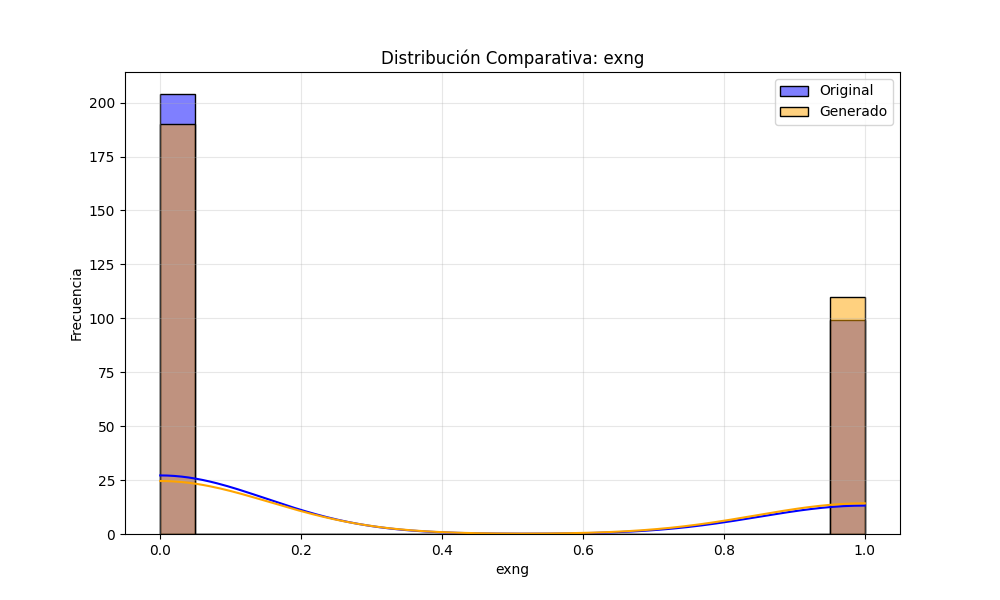 Distribución Comparativa: exng
Original
Generado
Frecuencia
200
175
150
125
100
75
50
25
0
0.0 0.2 0.4 0.6 0.8 1.0
exng